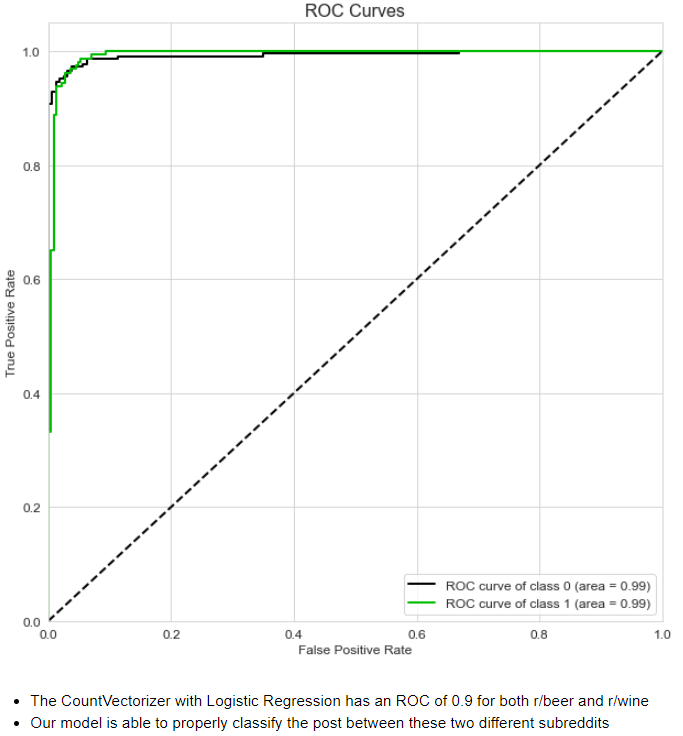 ROC Curves
1.0
0.8
0.6
0.4
0.2
0.0
True Positive Rate
ROC curve of class 0 (area = 0.99)
ROC curve of class 1 (area = 0.99)
0.0 0.2 0.4 0.6 0.8 1.0
False Positive Rate
• The CountVectorizer with Logistic Regression has an ROC of 0.9 for both r/beer and r/wine
• Our model is able to properly classify the post between these two different subreddits